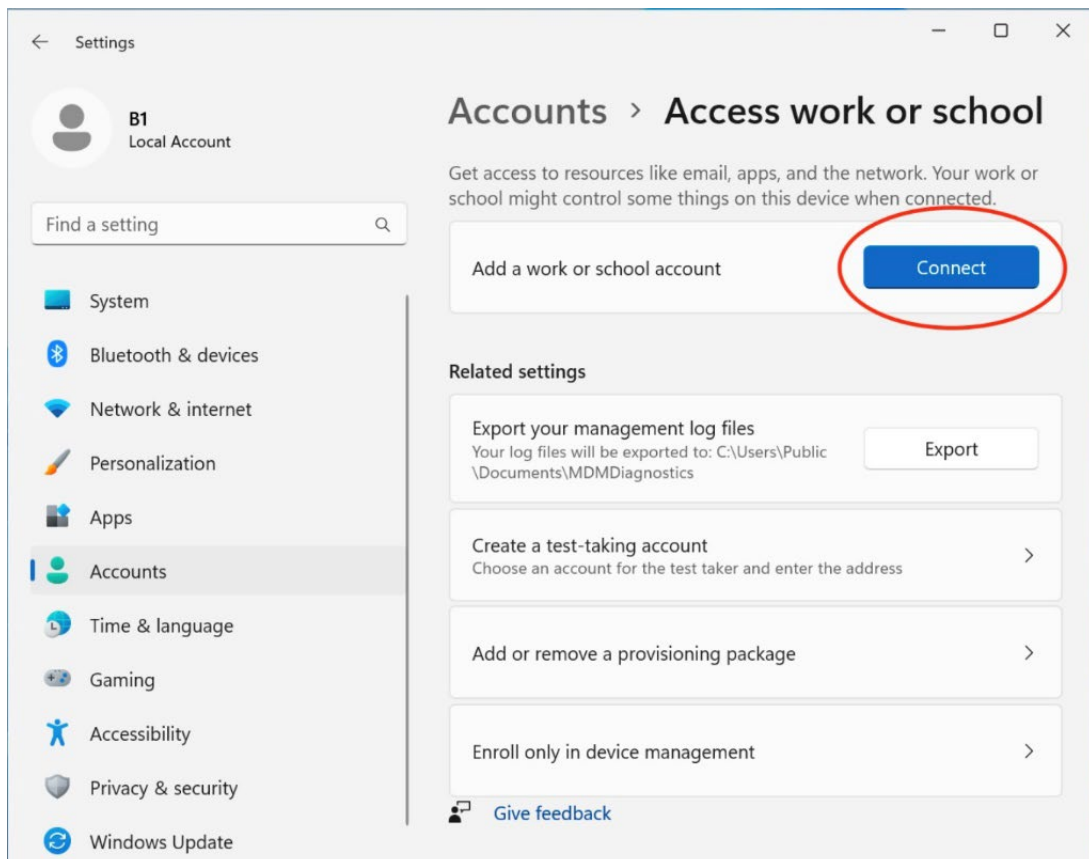 Settings
B1
Local Account
Find a setting
System
Bluetooth & devices
Network & internet
Personalization
Apps
Accounts
Time & language
Gaming
Accessibility
Privacy & security
Windows Update
Accounts > Access work or school
Get access to resources like email, apps, and the network. Your work or
school might control some things on this device when connected.
Add a work or school account
Connect
Related settings
Export your management log files
Your log files will be exported to: C:\Users\Public
\Documents\MDMDiagnostics
Export
Create a test-taking account
Choose an account for the test taker and enter the address
Add or remove a provisioning package
Enroll only in device management
Give feedback